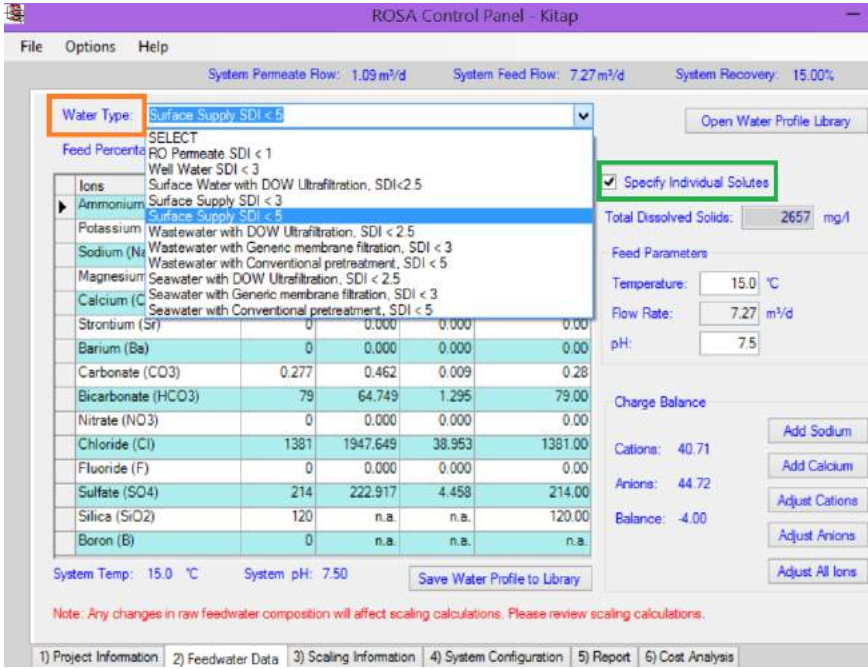 ROSA Control Panel - Kitap
File Options Help
System Permeate Flow: 1.09 m³/d System Feed Flow: 7.27 m³/d System Recovery: 15.00%
Water Type: Surface Supply SDI < 5
Open Water Profile Library
Feed Percenta
SELECT
RO Permeate SDI < 1
Well Water SDI < 3
Surface Water with DOW Ultrafiltration, SDI<2.5
Surface Supply SDI < 3
Surface Supply SDI < 5
Wastewater with DOW Ultrafiltration, SDI < 2.5
Wastewater with Generic membrane filtration, SDI < 3
Wastewater with Conventional pretreatment, SDI < 5
Seawater with DOW Ultrafiltration, SDI < 2.5
Seawater with Generic membrane filtration, SDI < 3
Seawater with Conventional pretreatment, SDI < 5
Ions
Ammonium
Potassium
Sodium (Na
Magnesium
Calcium (C
Strontium (Sr) 0 0.000 0.000 0.00
Barium (Ba) 0 0.000 0.000 0.00
Carbonate (CO3) 0.277 0.462 0.009 0.28
Bicarbonate (HCO3) 79 64.749 1.295 79.00
Nitrate (NO3) 0 0.000 0.000 0.00
Chloride (Cl) 1381 1947.649 38.953 1381.00
Fluoride (F) 0 0.000 0.000 0.00
Sulfate (SO4) 214 222.917 4.458 214.00
Silica (SiO2) 120 n.a. n.a. 120.00
Boron (B) 0 n.a. n.a. n.a.
Specify Individual Solutes
Total Dissolved Solids: 2657 mg/l
Feed Parameters
Temperature: 15.0 °C
Flow Rate: 7.27 m³/d
pH: 7.5
Charge Balance
Cations: 40.71
Anions: 44.72
Balance: -4.00
Add Sodium
Add Calcium
Adjust Cations
Adjust Anions
Adjust All Ions
System Temp: 15.0 °C System pH: 7.50 Save Water Profile to Library
Note: Any changes in raw feedwater composition will affect scaling calculations. Please review scaling calculations.
1) Project Information 2) Feedwater Data 3) Scaling Information 4) System Configuration 5) Report 6) Cost Analysis